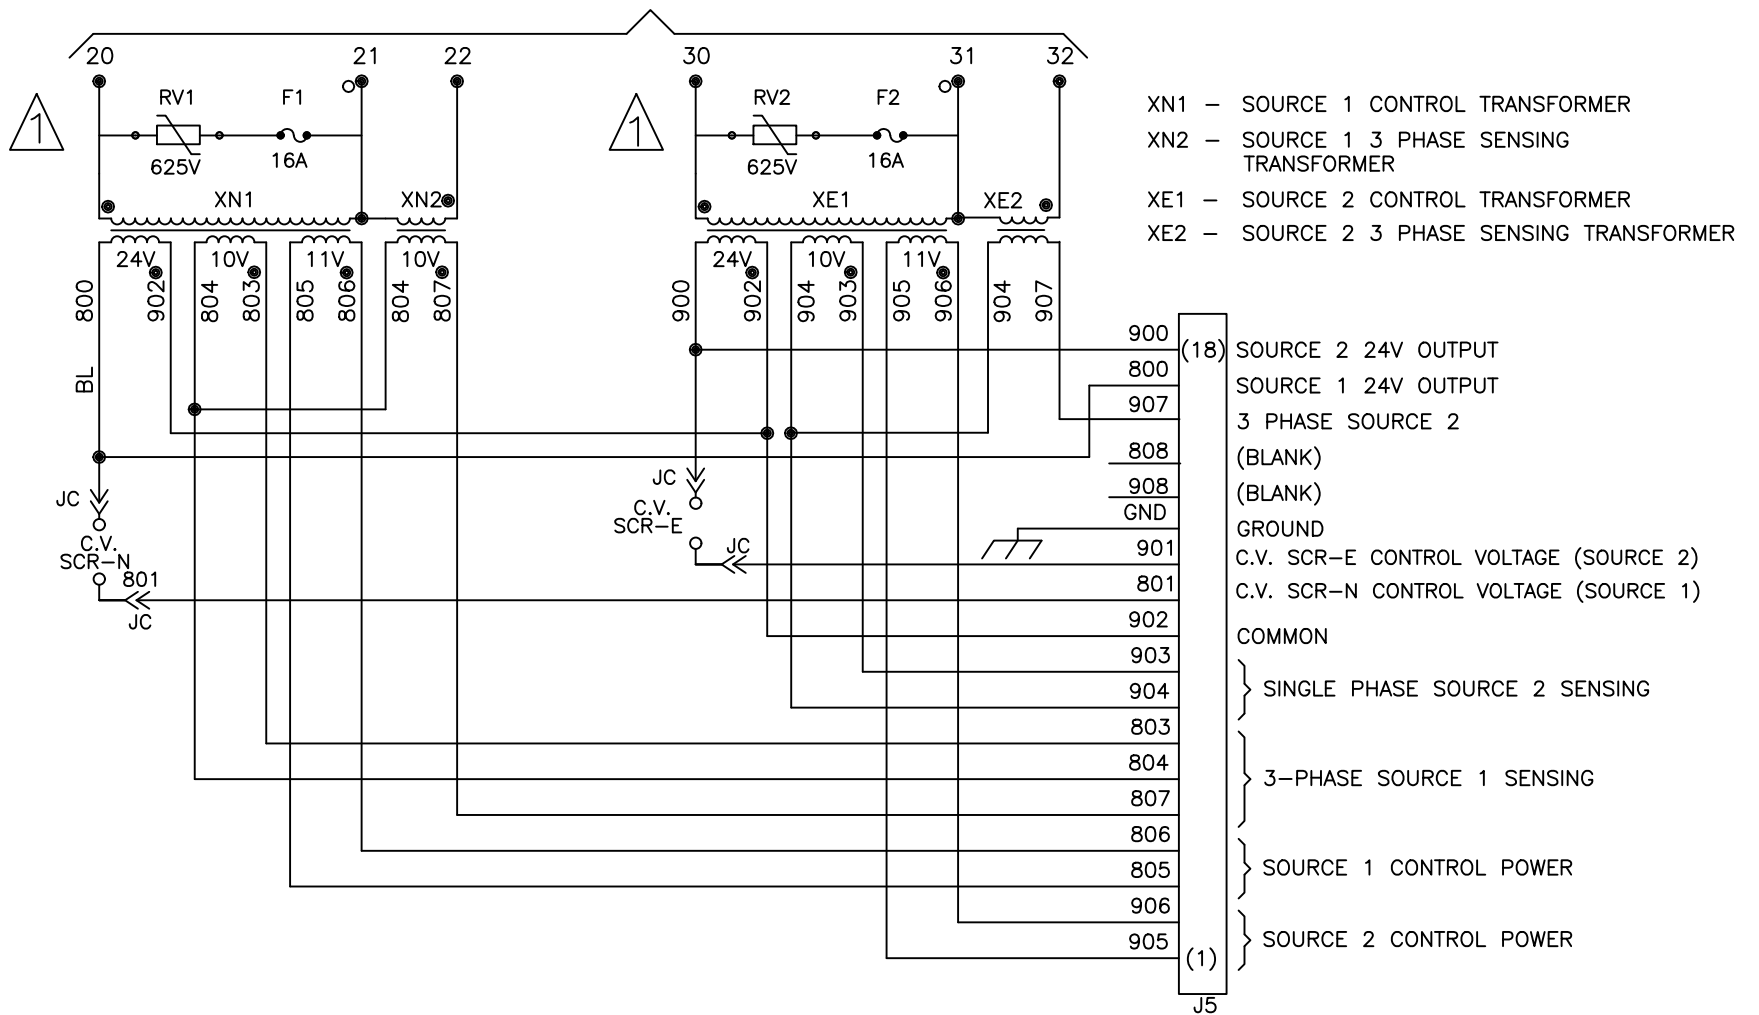 20 21 22 30 31 32
RV1 F1 RV2 F2
1 1
625V 16A 625V 16A
XN1 XN2 XE1 XE2
24V 10V 11V 10V 24V 10V 11V
800 902 804 803 805 806 804 807 900 902 904 903 905 906 904 907
BL
JC
C.V.
SCR-N
801
JC
JC
C.V.
SCR-E
JC
XN1 - SOURCE 1 CONTROL TRANSFORMER
XN2 - SOURCE 1 3 PHASE SENSING
TRANSFORMER
XE1 - SOURCE 2 CONTROL TRANSFORMER
XE2 - SOURCE 2 3 PHASE SENSING TRANSFORMER
900 (18) SOURCE 2 24V OUTPUT
800 SOURCE 1 24V OUTPUT
907 3 PHASE SOURCE 2
808 (BLANK)
908 (BLANK)
GND GROUND
901 C.V. SCR-E CONTROL VOLTAGE (SOURCE 2)
801 C.V. SCR-N CONTROL VOLTAGE (SOURCE 1)
902 COMMON
903
904 SINGLE PHASE SOURCE 2 SENSING
803
804 3-PHASE SOURCE 1 SENSING
807
806
805 SOURCE 1 CONTROL POWER
906
905 (1) SOURCE 2 CONTROL POWER
J5